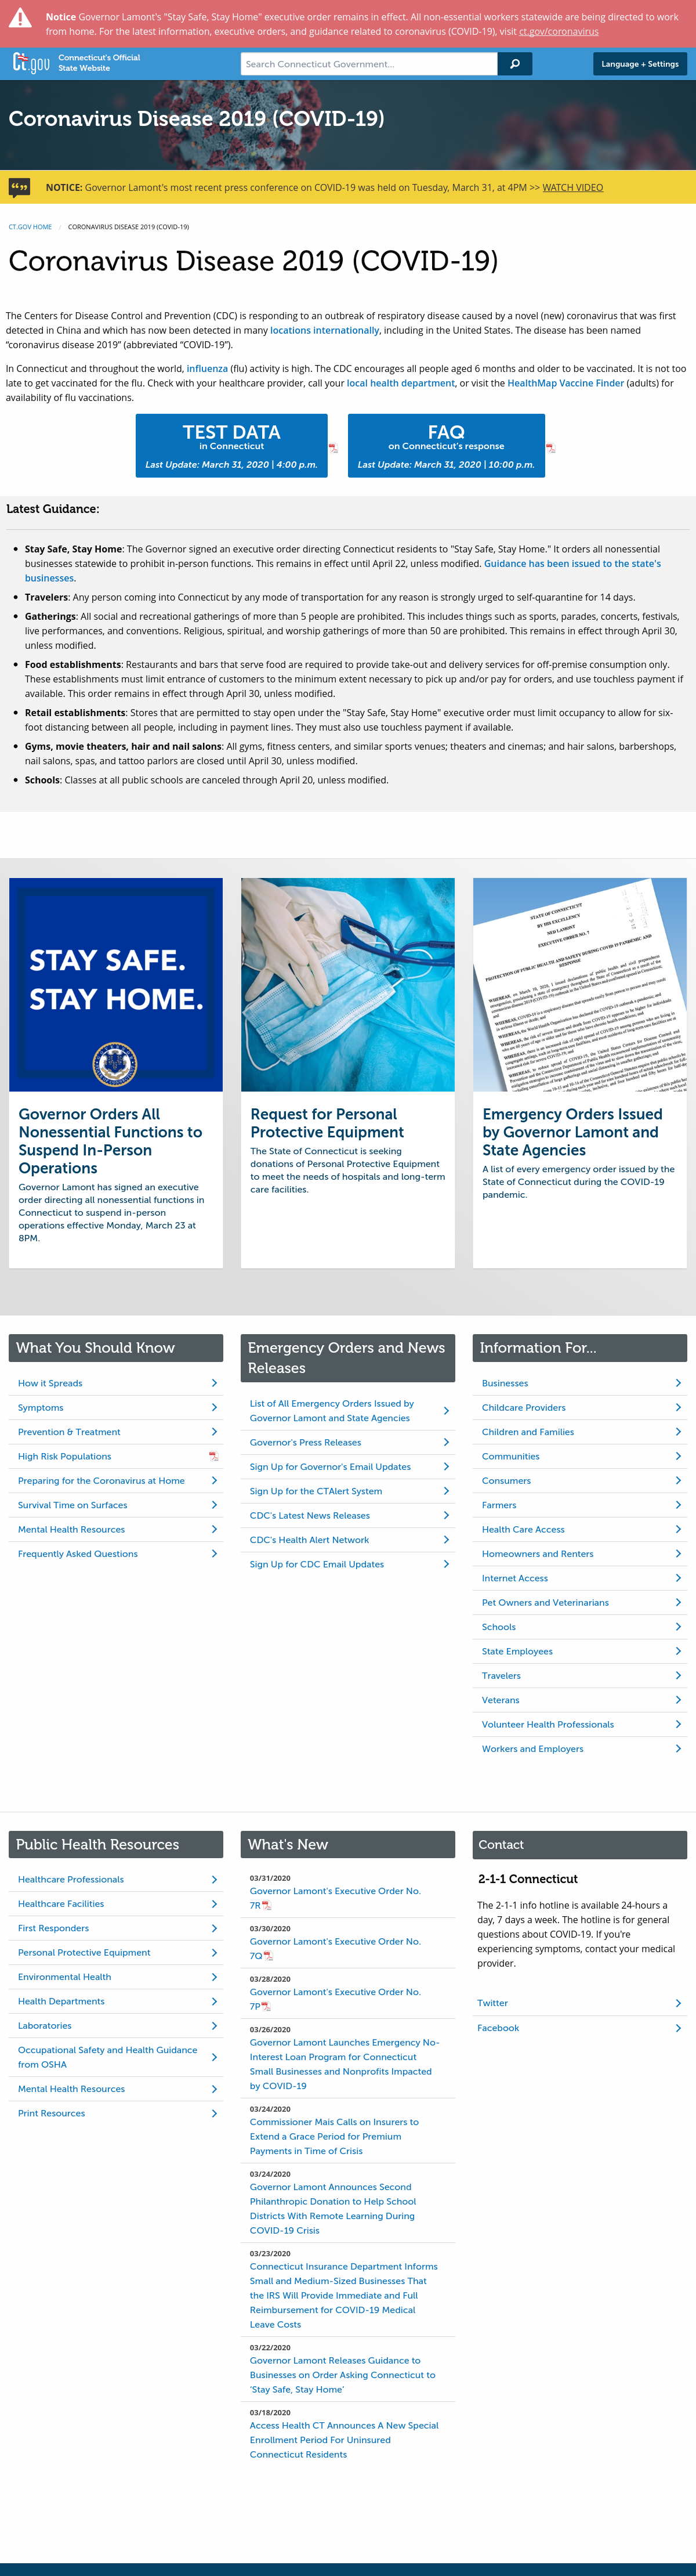 Notice Governor Lamont's "Stay Safe, Stay Home" executive order remains in effect. All non-essential workers statewide are being directed to work
from home. For the latest information, executive orders, and guidance related to coronavirus (COVID-19), visit ct.gov/coronavirus
ct.gov
Connecticut's Official
State Website
Search Connecticut Government...
Language + Settings
Coronavirus Disease 2019 (COVID-19)
NOTICE: Governor Lamont's most recent press conference on COVID-19 was held on Tuesday, March 31, at 4PM >> WATCH VIDEO
CT.GOV HOME / CORONAVIRUS DISEASE 2019 (COVID-19)
Coronavirus Disease 2019 (COVID-19)
The Centers for Disease Control and Prevention (CDC) is responding to an outbreak of respiratory disease caused by a novel (new) coronavirus that was first
detected in China and which has now been detected in many locations internationally, including in the United States. The disease has been named
“coronavirus disease 2019” (abbreviated “COVID-19”).
In Connecticut and throughout the world, influenza (flu) activity is high. The CDC encourages all people aged 6 months and older to be vaccinated. It is not too
late to get vaccinated for the flu. Check with your healthcare provider, call your local health department, or visit the HealthMap Vaccine Finder (adults) for
availability of flu vaccinations.
TEST DATA
in Connecticut
Last Update: March 31, 2020 | 4:00 p.m.
FAQ
on Connecticut's response
Last Update: March 31, 2020 | 10:00 p.m.
Latest Guidance:
Stay Safe, Stay Home: The Governor signed an executive order directing Connecticut residents to "Stay Safe, Stay Home." It orders all nonessential
businesses statewide to prohibit in-person functions. This remains in effect until April 22, unless modified. Guidance has been issued to the state's
businesses.
Travelers: Any person coming into Connecticut by any mode of transportation for any reason is strongly urged to self-quarantine for 14 days.
Gatherings: All social and recreational gatherings of more than 5 people are prohibited. This includes things such as sports, parades, concerts, festivals,
live performances, and conventions. Religious, spiritual, and worship gatherings of more than 50 are prohibited. This remains in effect through April 30,
unless modified.
Food establishments: Restaurants and bars that serve food are required to provide take-out and delivery services for off-premise consumption only.
These establishments must limit entrance of customers to the minimum extent necessary to pick up and/or pay for orders, and use touchless payment if
available. This order remains in effect through April 30, unless modified.
Retail establishments: Stores that are permitted to stay open under the "Stay Safe, Stay Home" executive order must limit occupancy to allow for six-
foot distancing between all people, including in payment lines. They must also use touchless payment if available.
Gyms, movie theaters, hair and nail salons: All gyms, fitness centers, and similar sports venues; theaters and cinemas; and hair salons, barbershops,
nail salons, spas, and tattoo parlors are closed until April 30, unless modified.
Schools: Classes at all public schools are canceled through April 20, unless modified.
STAY SAFE.
STAY HOME.
STATE OF CONNECTICUT
BY HIS EXCELLENCY
NED LAMONT
EXECUTIVE ORDER NO. 7
Governor Orders All
Nonessential Functions to
Suspend In-Person
Operations
Governor Lamont has signed an executive
order directing all nonessential functions in
Connecticut to suspend in-person
operations effective Monday, March 23 at
8PM.
Request for Personal
Protective Equipment
The State of Connecticut is seeking
donations of Personal Protective Equipment
to meet the needs of hospitals and long-term
care facilities.
Emergency Orders Issued
by Governor Lamont and
State Agencies
A list of every emergency order issued by the
State of Connecticut during the COVID-19
pandemic.
What You Should Know
How it Spreads
Symptoms
Prevention & Treatment
High Risk Populations
Preparing for the Coronavirus at Home
Survival Time on Surfaces
Mental Health Resources
Frequently Asked Questions
Emergency Orders and News
Releases
List of All Emergency Orders Issued by
Governor Lamont and State Agencies
Governor's Press Releases
Sign Up for Governor's Email Updates
Sign Up for the CTAlert System
CDC's Latest News Releases
CDC's Health Alert Network
Sign Up for CDC Email Updates
Information For...
Businesses
Childcare Providers
Children and Families
Communities
Consumers
Farmers
Health Care Access
Homeowners and Renters
Internet Access
Pet Owners and Veterinarians
Schools
State Employees
Travelers
Veterans
Volunteer Health Professionals
Workers and Employers
Public Health Resources
Healthcare Professionals
Healthcare Facilities
First Responders
Personal Protective Equipment
Environmental Health
Health Departments
Laboratories
Occupational Safety and Health Guidance
from OSHA
Mental Health Resources
Print Resources
What's New
03/31/2020
Governor Lamont's Executive Order No.
7R
03/30/2020
Governor Lamont's Executive Order No.
7Q
03/28/2020
Governor Lamont's Executive Order No.
7P
03/26/2020
Governor Lamont Launches Emergency No-
Interest Loan Program for Connecticut
Small Businesses and Nonprofits Impacted
by COVID-19
03/24/2020
Commissioner Mais Calls on Insurers to
Extend a Grace Period for Premium
Payments in Time of Crisis
03/24/2020
Governor Lamont Announces Second
Philanthropic Donation to Help School
Districts With Remote Learning During
COVID-19 Crisis
03/23/2020
Connecticut Insurance Department Informs
Small and Medium-Sized Businesses That
the IRS Will Provide Immediate and Full
Reimbursement for COVID-19 Medical
Leave Costs
03/22/2020
Governor Lamont Releases Guidance to
Businesses on Order Asking Connecticut to
‘Stay Safe, Stay Home’
03/18/2020
Access Health CT Announces A New Special
Enrollment Period For Uninsured
Connecticut Residents
Contact
2-1-1 Connecticut
The 2-1-1 info hotline is available 24-hours a
day, 7 days a week. The hotline is for general
questions about COVID-19. If you're
experiencing symptoms, contact your medical
provider.
Twitter
Facebook